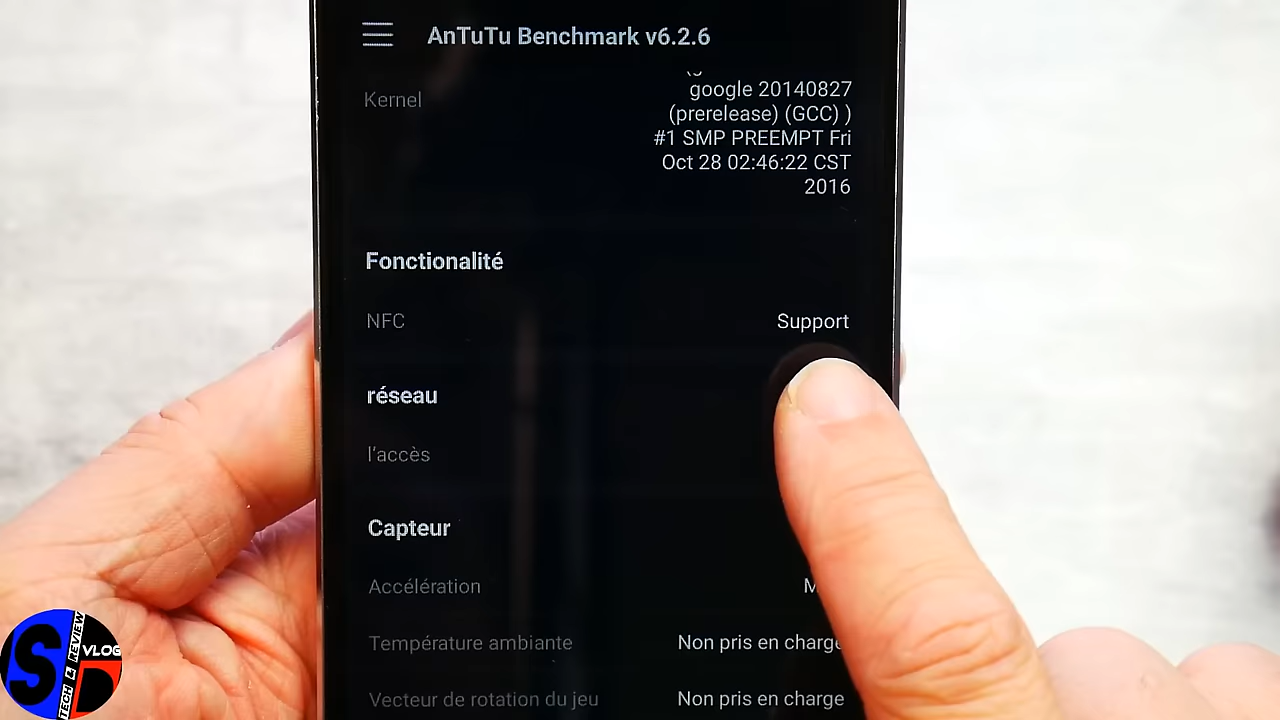 AnTuTu Benchmark v6.2.6
Kernel
google 20140827
(prerelease) (GCC) )
#1 SMP PREEMPT Fri
Oct 28 02:46:22 CST
2016
Fonctionalité
NFC Support
réseau
l'accès
Capteur
Accélération
Température ambiante Non pris en charge
Vecteur de rotation du jeu Non pris en charge
S
TECH & REVIEW
VLOG